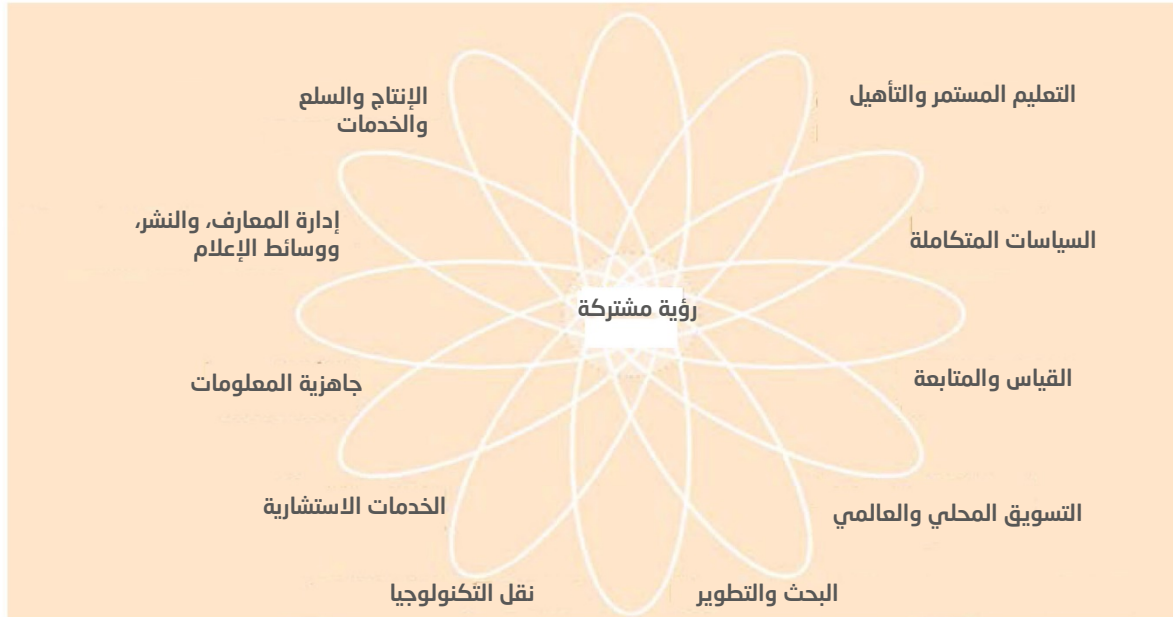 التعليم المستمر والتأهيل
الإنتاج والسلع
والخدمات
السياسات المتكاملة
إدارة المعارف، والنشر،
ووسائط الإعلام
رؤية مشتركة
القياس والمتابعة
جاهزية المعلومات
التسويق المحلي والعالمي
الخدمات الاستشارية
البحث والتطوير
نقل التكنولوجيا